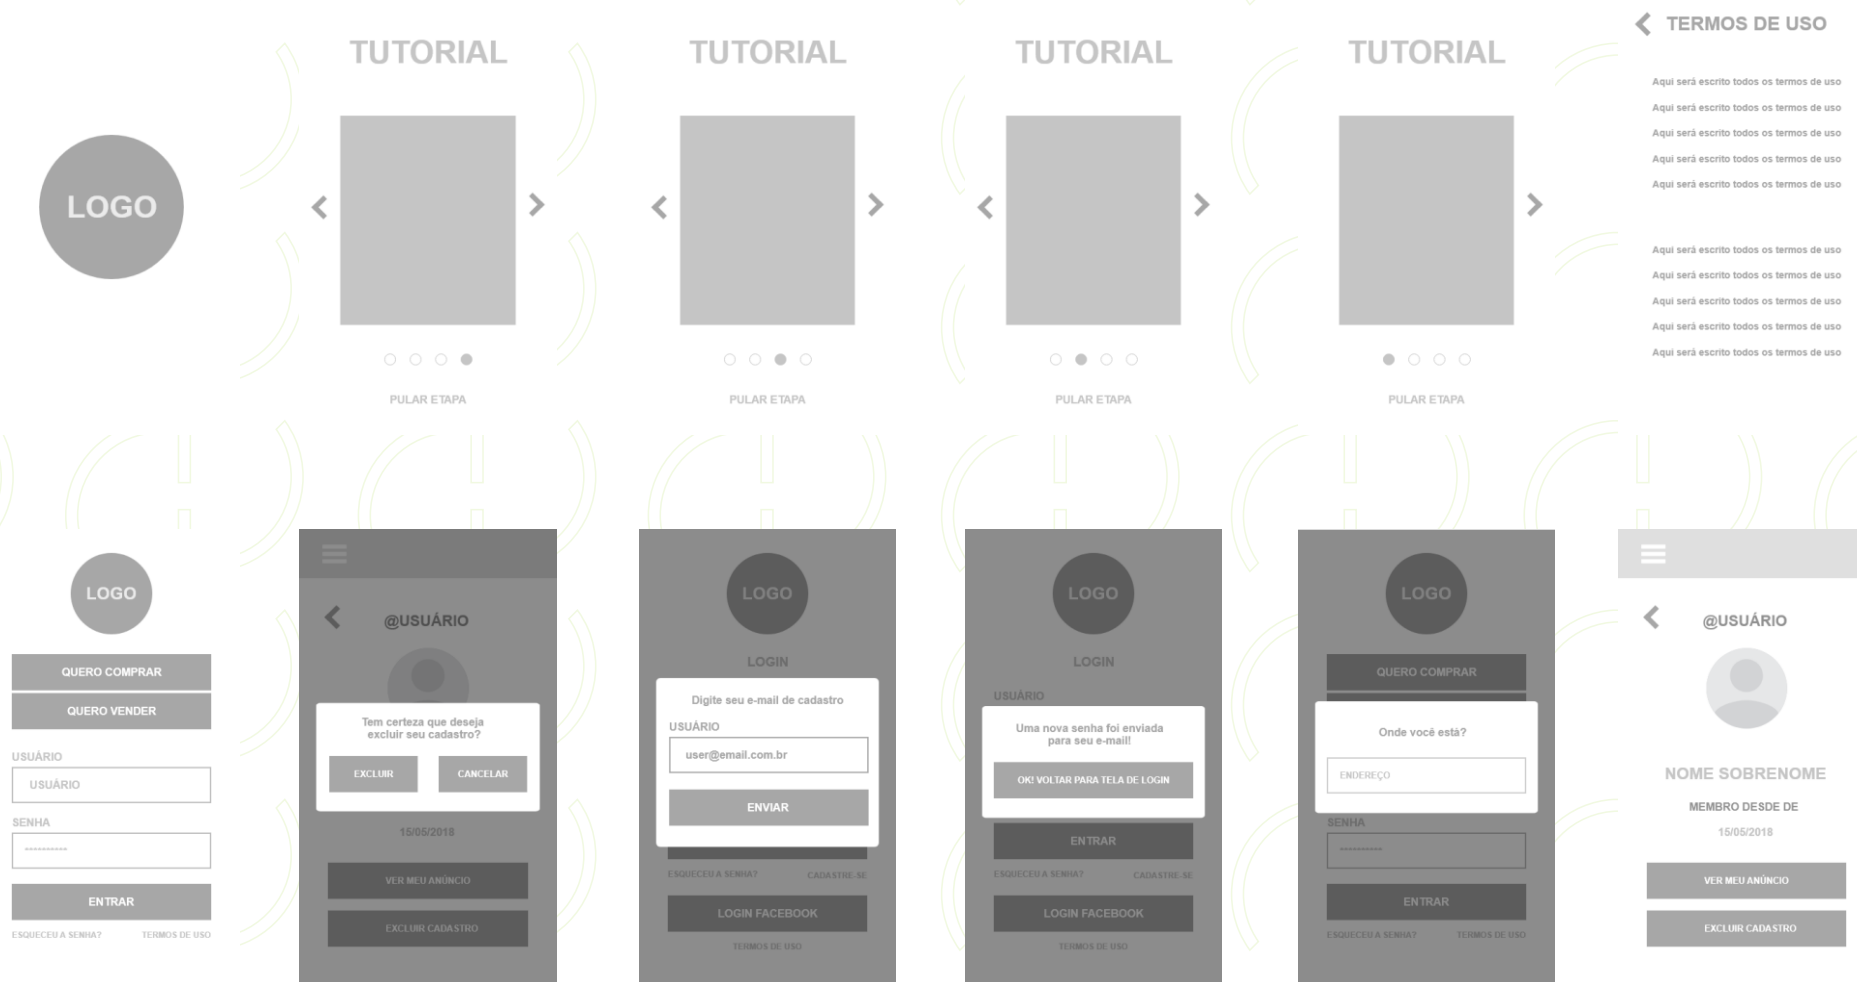 LOGO
TUTORIAL
PULAR ETAPA
TUTORIAL
PULAR ETAPA
TUTORIAL
PULAR ETAPA
TUTORIAL
PULAR ETAPA
TERMOS DE USO
Aqui será escrito todos os termos de uso
Aqui será escrito todos os termos de uso
Aqui será escrito todos os termos de uso
Aqui será escrito todos os termos de uso
Aqui será escrito todos os termos de uso
Aqui será escrito todos os termos de uso
Aqui será escrito todos os termos de uso
Aqui será escrito todos os termos de uso
Aqui será escrito todos os termos de uso
Aqui será escrito todos os termos de uso
LOGO
QUERO COMPRAR
QUERO VENDER
USUÁRIO
USUÁRIO
SENHA
----------
ENTRAR
ESQUECEU A SENHA? TERMOS DE USO
@USUÁRIO
Tem certeza que deseja
excluir seu cadastro?
EXCLUIR CANCELAR
15/05/2018
VER MEU ANÚNCIO
EXCLUIR CADASTRO
LOGO
LOGIN
Digite seu e-mail de cadastro
USUÁRIO
user@email.com.br
ENVIAR
ESQUECEU A SENHA? CADASTRE-SE
LOGIN FACEBOOK
TERMOS DE USO
LOGO
LOGIN
USUÁRIO
Uma nova senha foi enviada
para seu e-mail!
OK! VOLTAR PARA TELA DE LOGIN
ENTRAR
ESQUECEU A SENHA? CADASTRE-SE
LOGIN FACEBOOK
TERMOS DE USO
LOGO
QUERO COMPRAR
Onde você está?
ENDEREÇO
SENHA
----------
ENTRAR
ESQUECEU A SENHA? TERMOS DE USO
@USUÁRIO
NOME SOBRENOME
MEMBRO DESDE DE
15/05/2018
VER MEU ANÚNCIO
EXCLUIR CADASTRO